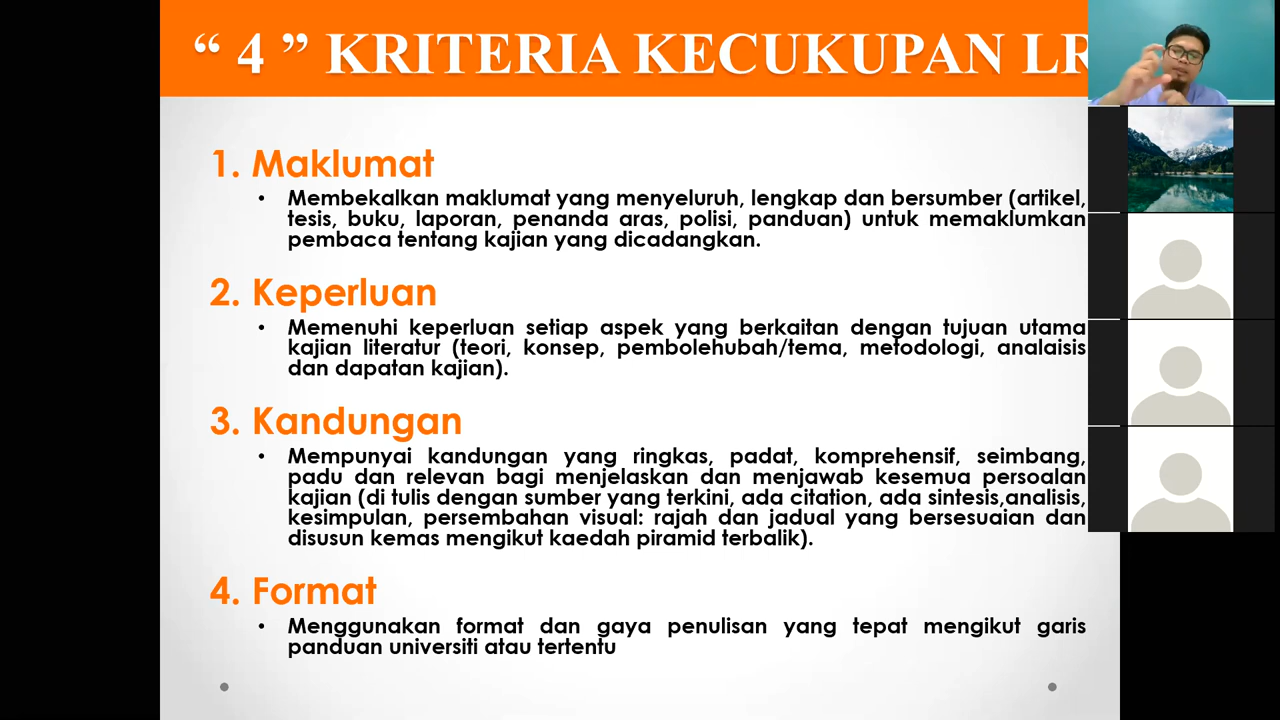 “ 4 ” KRITERIA KECUKUPAN LR
1. Maklumat
• Membekalkan maklumat yang menyeluruh, lengkap dan bersumber (artikel,
tesis, buku, laporan, penanda aras, polisi, panduan) untuk memaklumkan
pembaca tentang kajian yang dicadangkan.
2. Keperluan
• Memenuhi keperluan setiap aspek yang berkaitan dengan tujuan utama
kajian literatur (teori, konsep, pembolehubah/tema, metodologi, analaisis
dan dapatan kajian).
3. Kandungan
• Mempunyai kandungan yang ringkas, padat, komprehensif, seimbang,
padu dan relevan bagi menjelaskan dan menjawab kesemua persoalan
kajian (di tulis dengan sumber yang terkini, ada citation, ada sintesis,analisis,
kesimpulan, persembahan visual: rajah dan jadual yang bersesuaian dan
disusun kemas mengikut kaedah piramid terbalik).
4. Format
• Menggunakan format dan gaya penulisan yang tepat mengikut garis
panduan universiti atau tertentu